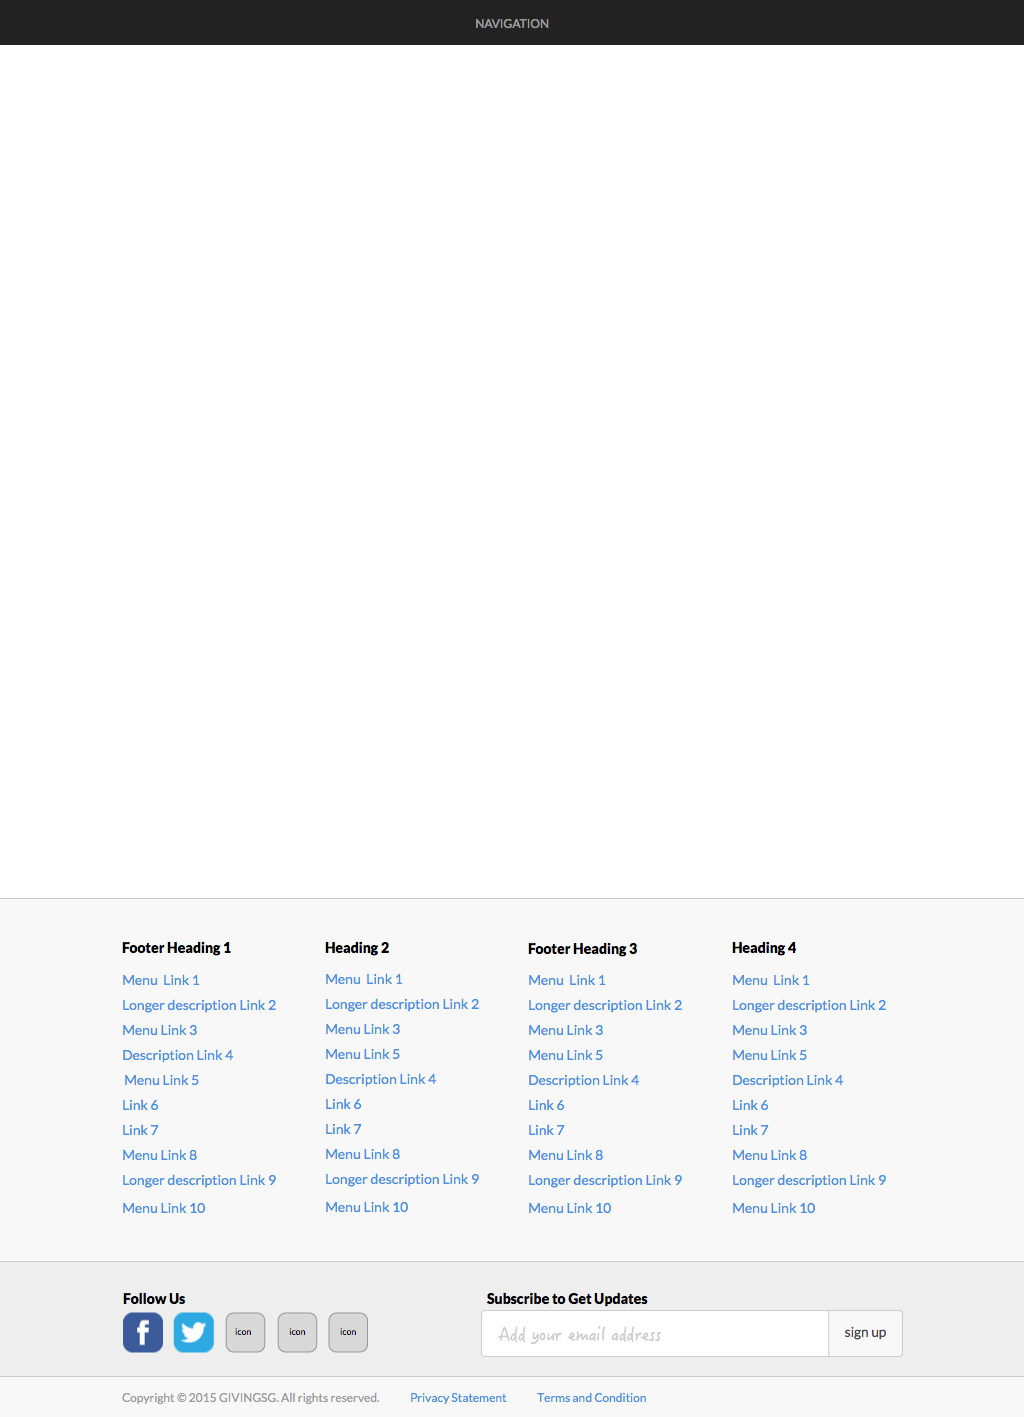 NAVIGATION
Footer Heading 1
Menu  Link 1
Longer description Link 2
Menu Link 3
Description Link 4
Menu Link 5
Link 6
Link 7
Menu Link 8
Longer description Link 9
Menu Link 10
Heading 2
Menu  Link 1
Longer description Link 2
Menu Link 3
Menu Link 5
Description Link 4
Link 6
Link 7
Menu Link 8
Longer description Link 9
Menu Link 10
Footer Heading 3
Menu  Link 1
Longer description Link 2
Menu Link 3
Menu Link 5
Description Link 4
Link 6
Link 7
Menu Link 8
Longer description Link 9
Menu Link 10
Heading 4
Menu  Link 1
Longer description Link 2
Menu Link 3
Menu Link 5
Description Link 4
Link 6
Link 7
Menu Link 8
Longer description Link 9
Menu Link 10
Follow Us
icon icon icon
Subscribe to Get Updates
Add your email address
sign up
Copyright © 2015 GIVINGSG. All rights reserved. Privacy Statement Terms and Condition